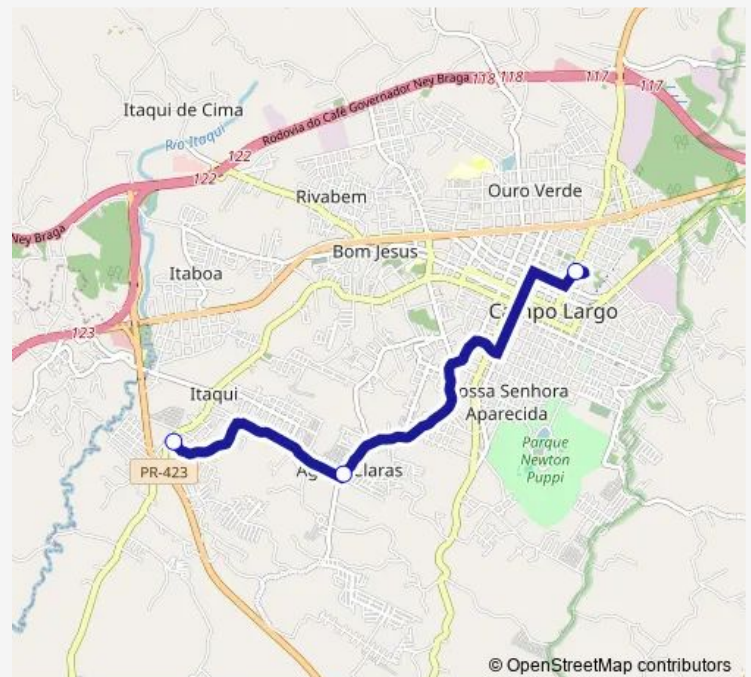 Itaqui de Cima
Rio Itaqui
Rodovia do Café Governador Ney Braga
118
118
117
117
122
122
Rivabem
Ouro Verde
Ney Braga
Bom Jesus
Itaboa
Campo Largo
123
Itaqui
ossa Senhora
Aparecida
Parque
Newton
Puppi
PR-423
Ag
Claras
© OpenStreetMap contributors